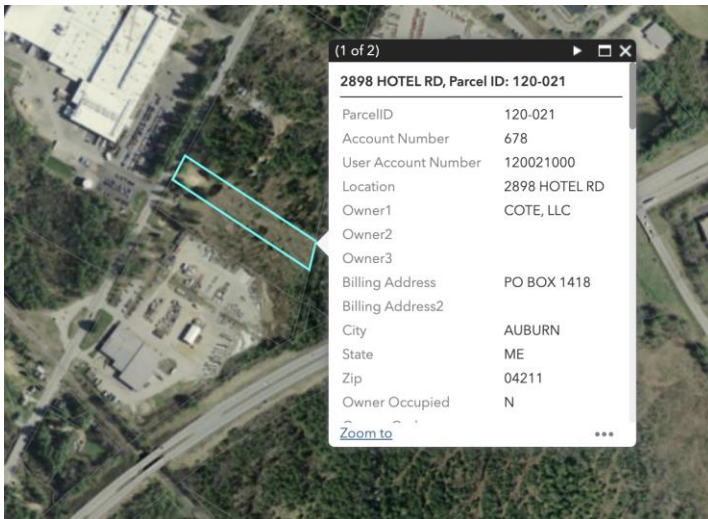 (1 of 2)
2898 HOTEL RD, Parcel ID: 120-021
ParcelID 120-021
Account Number 678
User Account Number 120021000
Location 2898 HOTEL RD
Owner1 COTE, LLC
Owner2
Owner3
Billing Address PO BOX 1418
Billing Address2
City AUBURN
State ME
Zip 04211
Owner Occupied N
Zoom to